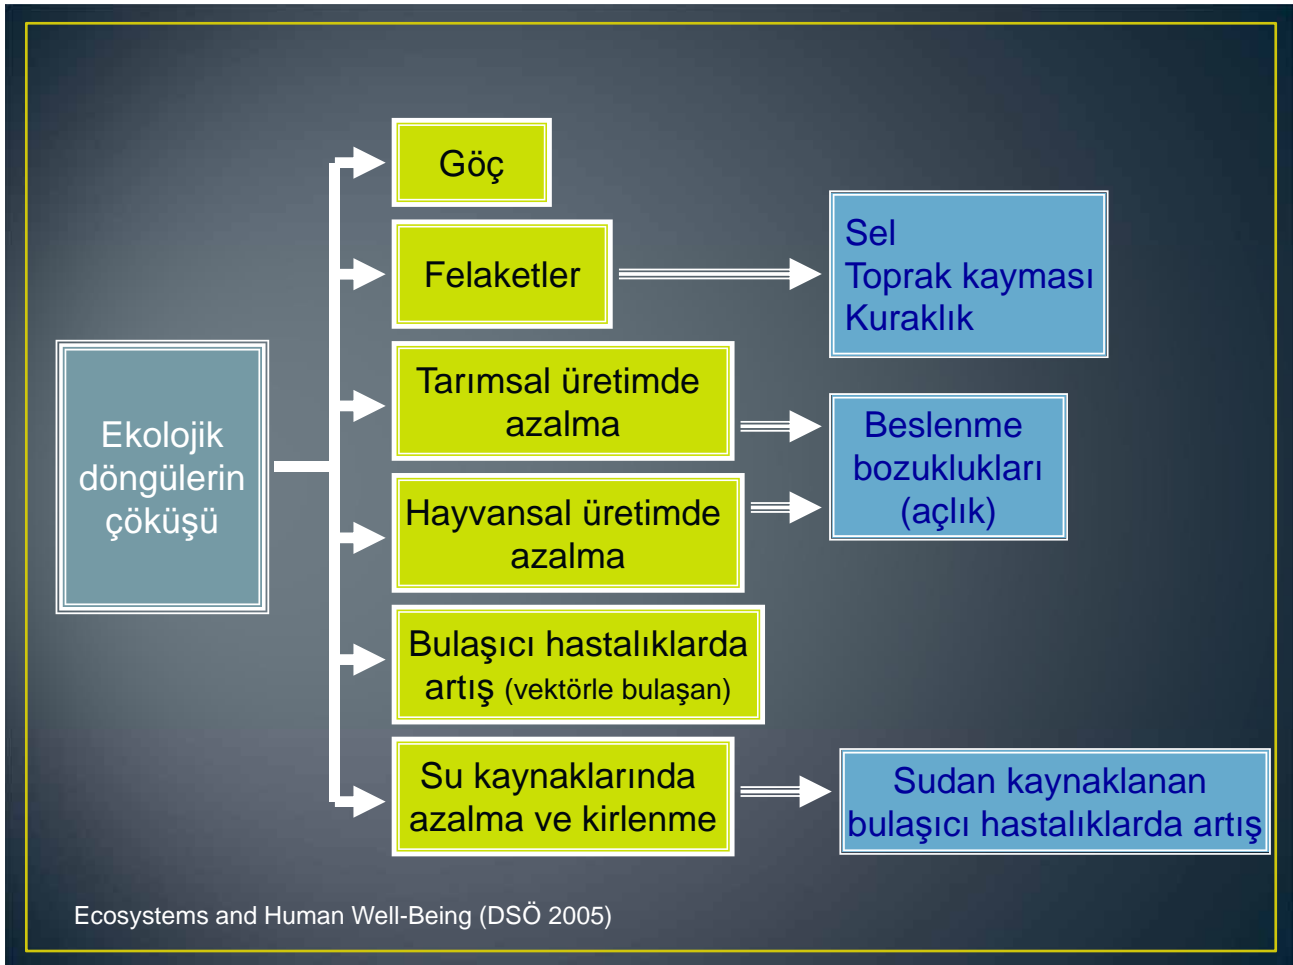 Göç
Felaketler
Sel
Toprak kayması
Kuraklık
Ekolojik
döngülerin
çöküşü
Tarımsal üretimde
azalma
Beslenme
bozuklukları
(açlık)
Hayvansal üretimde
azalma
Bulaşıcı hastalıklarda
artış (vektörle bulaşan)
Su kaynaklarında
azalma ve kirlenme
Sudan kaynaklanan
bulaşıcı hastalıklarda artış
Ecosystems and Human Well-Being (DSÖ 2005)